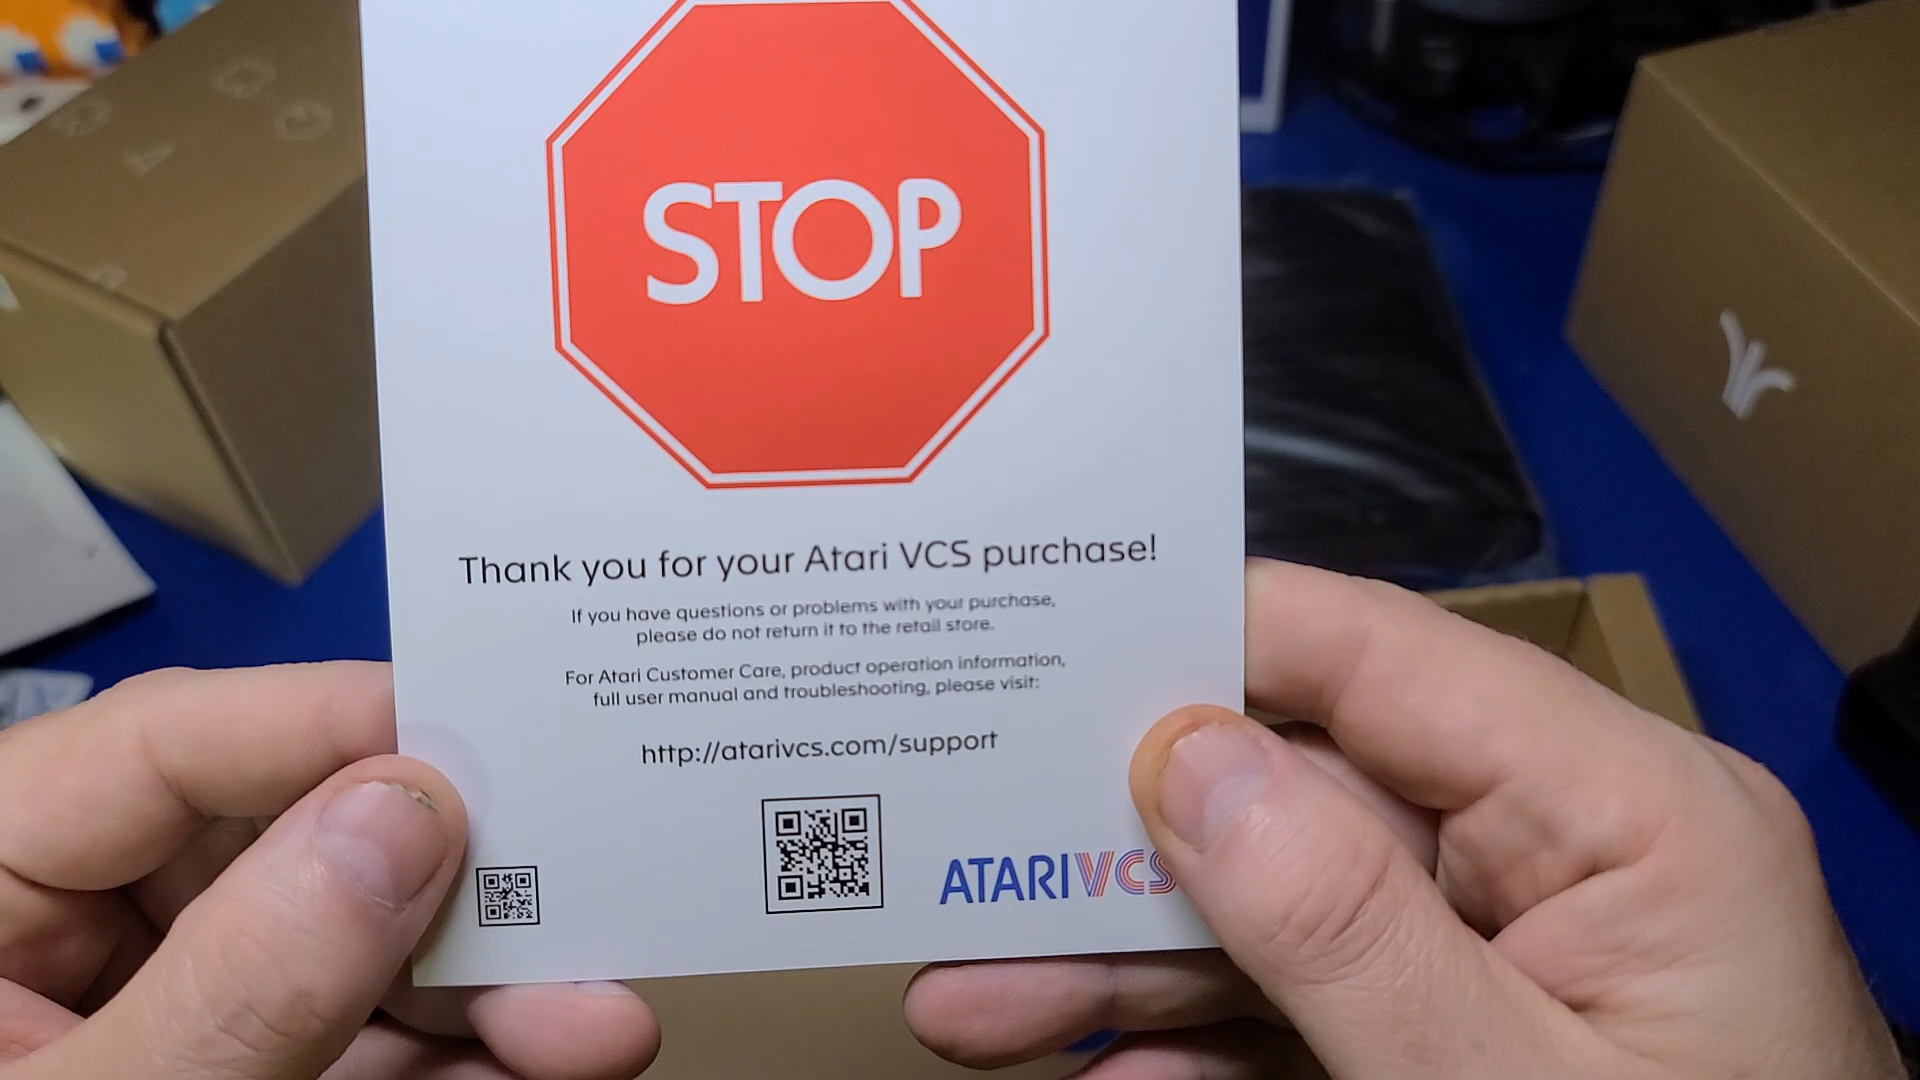 STOP
Thank you for your Atari VCS purchase!
If you have questions or problems with your purchase,
please do not return it to the retail store.
For Atari Customer Care, product operation information,
full user manual and troubleshooting, please visit:
http://atarivcs.com/support
ATARI VCS